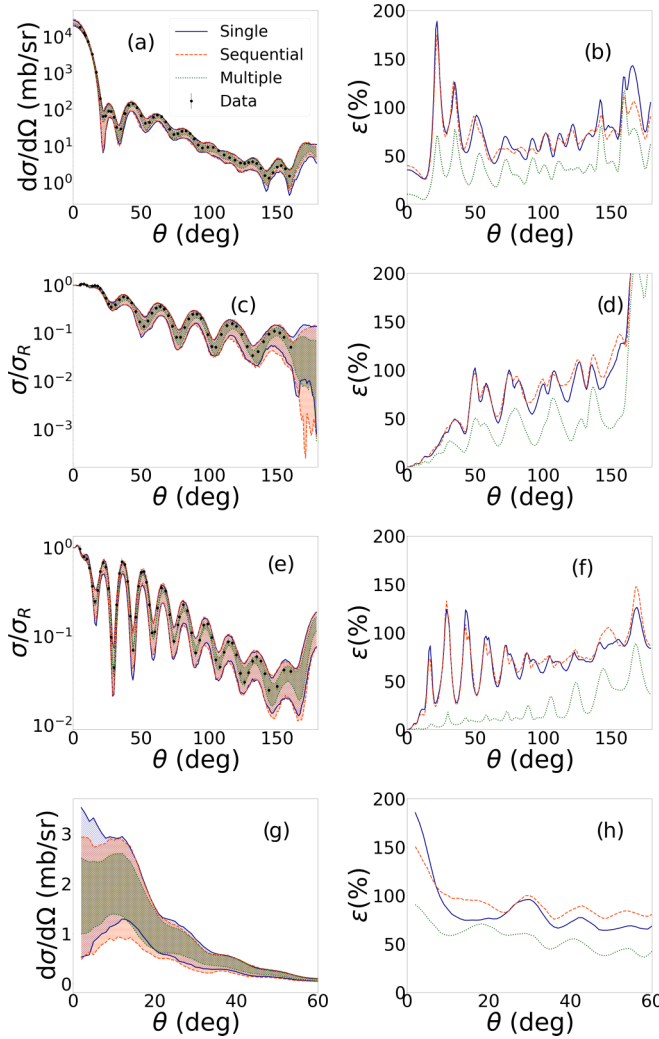 dσ/dΩ (mb/sr)
10⁴
10³
10²
10¹
10⁰
(a)
Single
Sequential
Multiple
Data
0 50 100 150
θ (deg)
ε(%)
200
150
100
50
0
(b)
0 50 100 150
θ (deg)
σ/σ_R
10⁰
10⁻¹
10⁻²
10⁻³
(c)
0 50 100 150
θ (deg)
ε(%)
200
150
100
50
0
(d)
0 50 100 150
θ (deg)
σ/σ_R
10⁰
10⁻¹
10⁻²
(e)
0 50 100 150
θ (deg)
ε(%)
200
150
100
50
0
(f)
0 50 100 150
θ (deg)
dσ/dΩ (mb/sr)
3
2
1
0
(g)
0 20 40 60
θ (deg)
ε(%)
200
150
100
50
0
(h)
0 20 40 60
θ (deg)